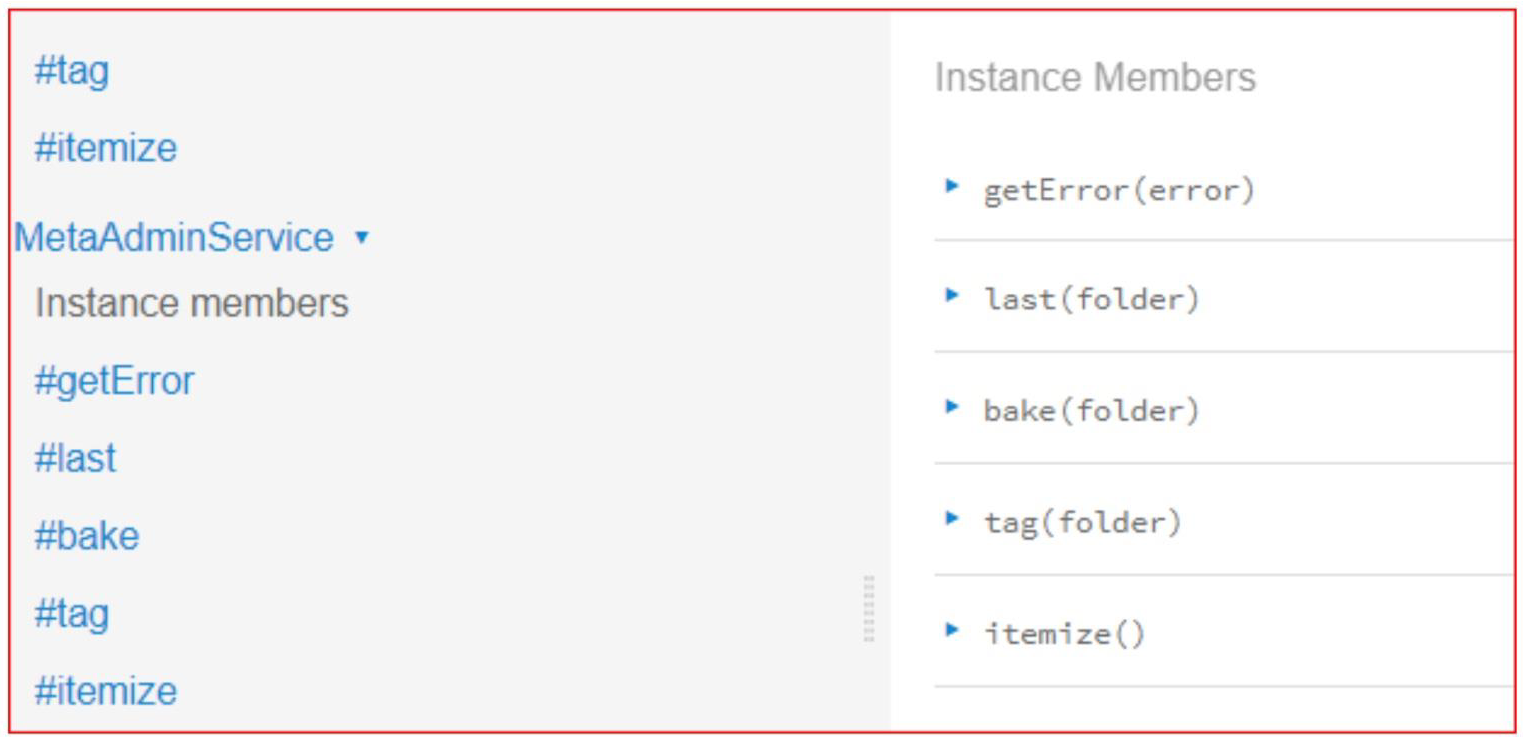 #tag
#itemize
MetaAdminService
Instance members
#getError
#last
#bake
#tag
#itemize
Instance Members
getError(error)
last(folder)
bake(folder)
tag(folder)
itemize()